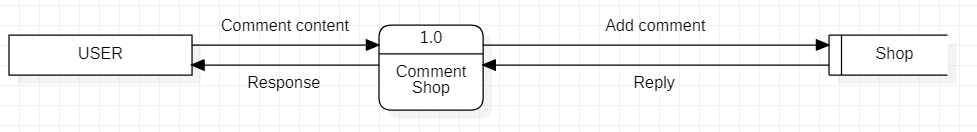 Comment content
Add comment
USER
1.0
Shop
Comment
Shop
Response
Reply